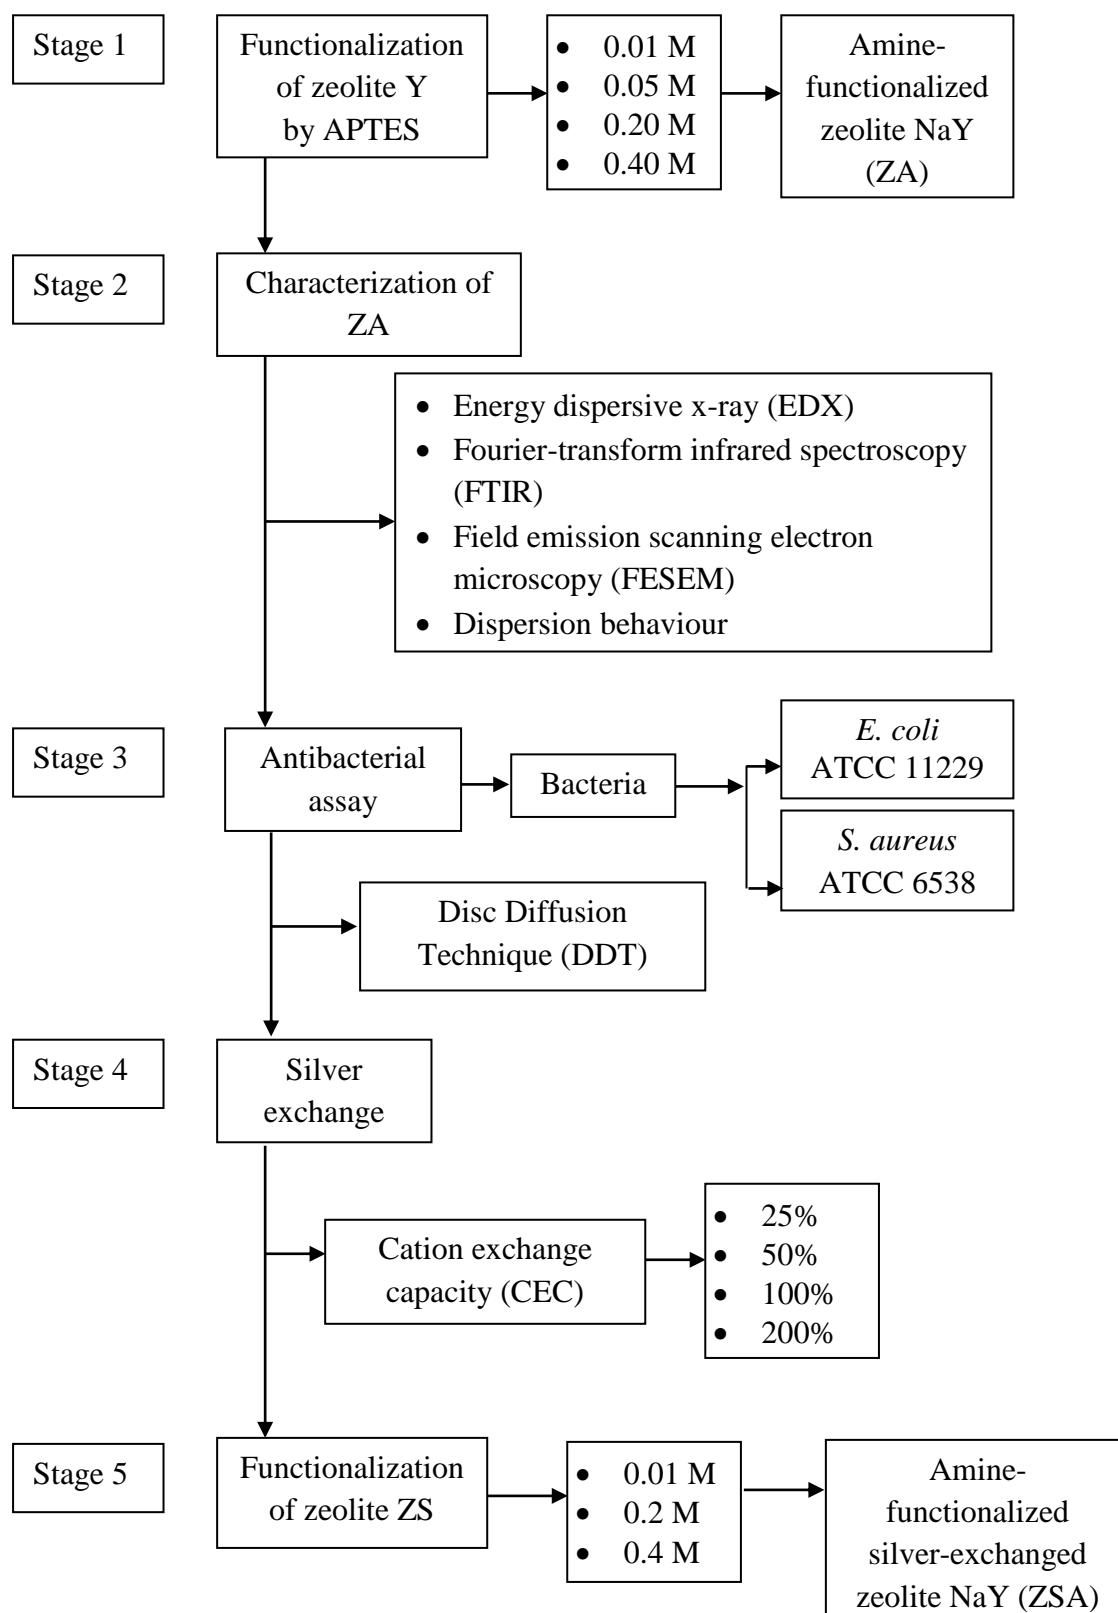 Stage 1
Functionalization
of zeolite Y
by APTES
• 0.01 M
• 0.05 M
• 0.20 M
• 0.40 M
Amine-
functionalized
zeolite NaY
(ZA)
Stage 2
Characterization of
ZA
• Energy dispersive x-ray (EDX)
• Fourier-transform infrared spectroscopy
(FTIR)
• Field emission scanning electron
microscopy (FESEM)
• Dispersion behaviour
Stage 3
Antibacterial
assay
Bacteria
E. coli
ATCC 11229
S. aureus
ATCC 6538
Disc Diffusion
Technique (DDT)
Stage 4
Silver
exchange
Cation exchange
capacity (CEC)
• 25%
• 50%
• 100%
• 200%
Stage 5
Functionalization
of zeolite ZS
• 0.01 M
• 0.2 M
• 0.4 M
Amine-
functionalized
silver-exchanged
zeolite NaY (ZSA)